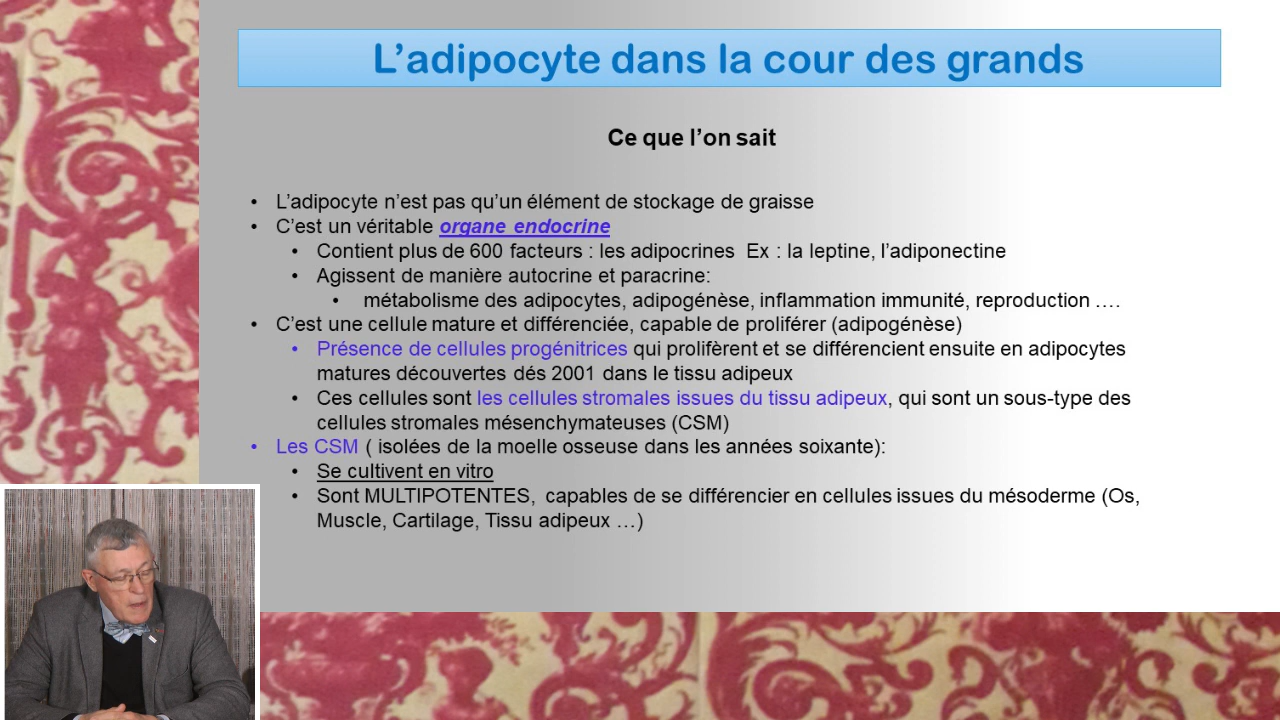 L’adipocyte dans la cour des grands
Ce que l’on sait
• L’adipocyte n’est pas qu’un élément de stockage de graisse
• C’est un véritable organe endocrine
• Contient plus de 600 facteurs : les adipocrines Ex : la leptine, l’adiponectine
• Agissent de manière autocrine et paracrine:
• métabolisme des adipocytes, adipogénèse, inflammation immunité, reproduction ….
• C’est une cellule mature et différenciée, capable de proliférer (adipogénèse)
• Présence de cellules progénitrices qui prolifèrent et se différencient ensuite en adipocytes
matures découvertes dés 2001 dans le tissu adipeux
• Ces cellules sont les cellules stromales issues du tissu adipeux, qui sont un sous-type des
cellules stromales mésenchymateuses (CSM)
• Les CSM ( isolées de la moelle osseuse dans les années soixante):
• Se cultivent en vitro
• Sont MULTIPOTENTES, capables de se différencier en cellules issues du mésoderme (Os,
Muscle, Cartilage, Tissu adipeux …)